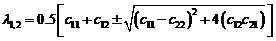 λ₁,₂ = 0.5[c₁₁ + c₁₂ ± √((c₁₁ − c₂₂)² + 4(c₁₂c₂₁))]